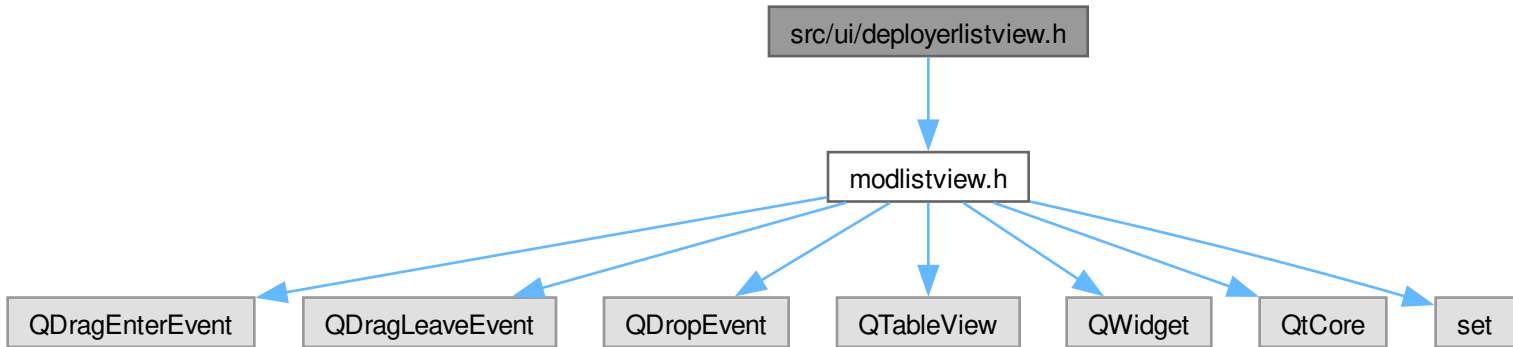 src/ui/deployerlistview.h
modlistview.h
QDragEnterEvent
QDragLeaveEvent
QDropEvent
QTableView
QWidget
QtCore
set